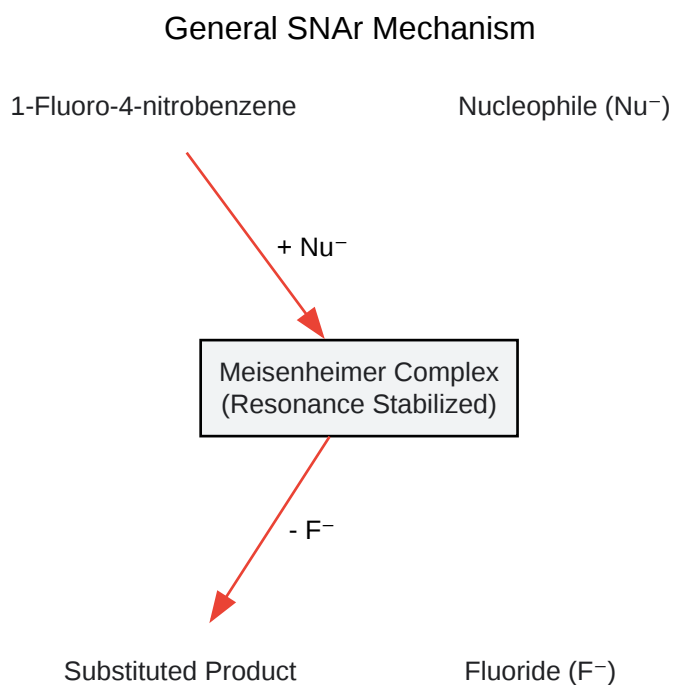 General SNAr Mechanism
1-Fluoro-4-nitrobenzene
Nucleophile (Nu⁻)
+ Nu⁻
Meisenheimer Complex
(Resonance Stabilized)
- F⁻
Substituted Product
Fluoride (F⁻)